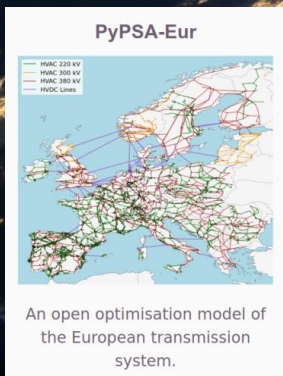 PyPSA-Eur
HVAC 220 kV
HVAC 300 kV
HVAC 380 kV
HVDC Lines
An open optimisation model of
the European transmission
system.